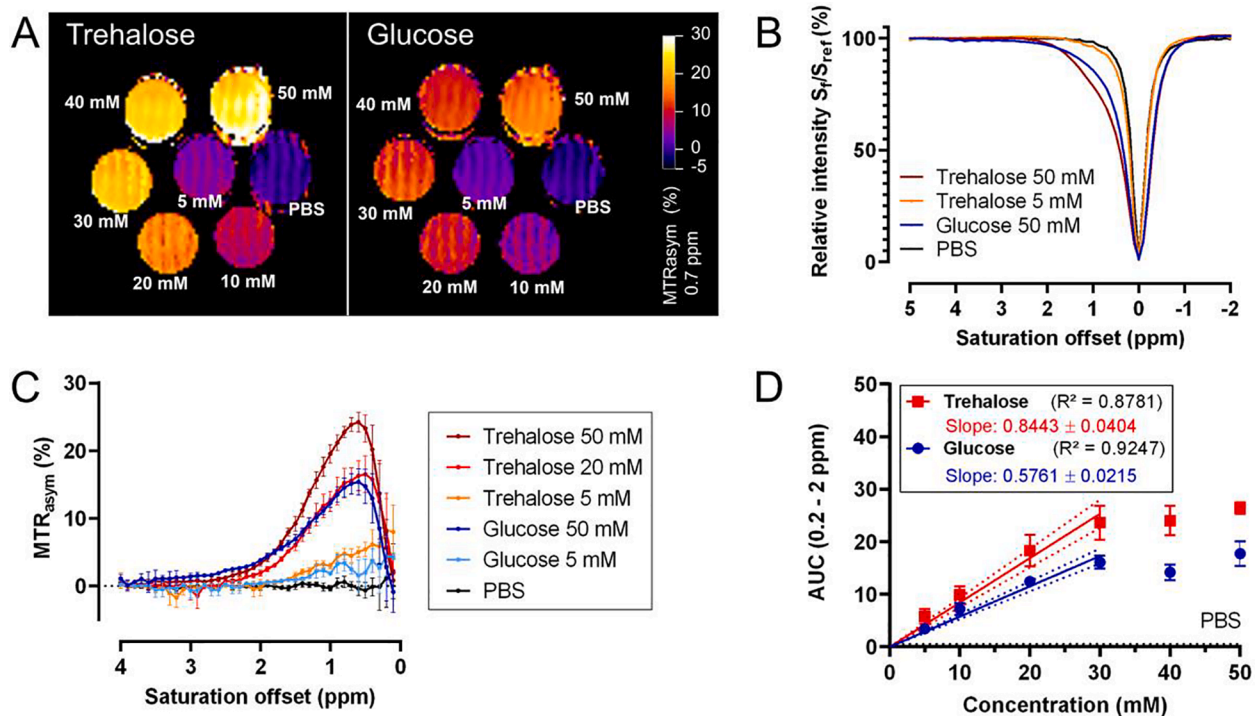 A
Trehalose
Glucose
40 mM
50 mM
30 mM
5 mM
PBS
20 mM
10 mM
40 mM
50 mM
30 mM
5 mM
PBS
20 mM
10 mM
30
20
10
0
-5
MTRasym (%)
0.7 ppm
B
Relative intensity Sf/Sref (%)
100
50
0
Trehalose 50 mM
Trehalose 5 mM
Glucose 50 mM
PBS
5 4 3 2 1 0 -1 -2
Saturation offset (ppm)
C
MTRasym (%)
30
20
10
0
4 3 2 1 0
Saturation offset (ppm)
Trehalose 50 mM
Trehalose 20 mM
Trehalose 5 mM
Glucose 50 mM
Glucose 5 mM
PBS
D
AUC (0.2 - 2 ppm)
50
40
30
20
10
0
Trehalose (R² = 0.8781)
Slope: 0.8443 ± 0.0404
Glucose (R² = 0.9247)
Slope: 0.5761 ± 0.0215
PBS
0 10 20 30 40 50
Concentration (mM)